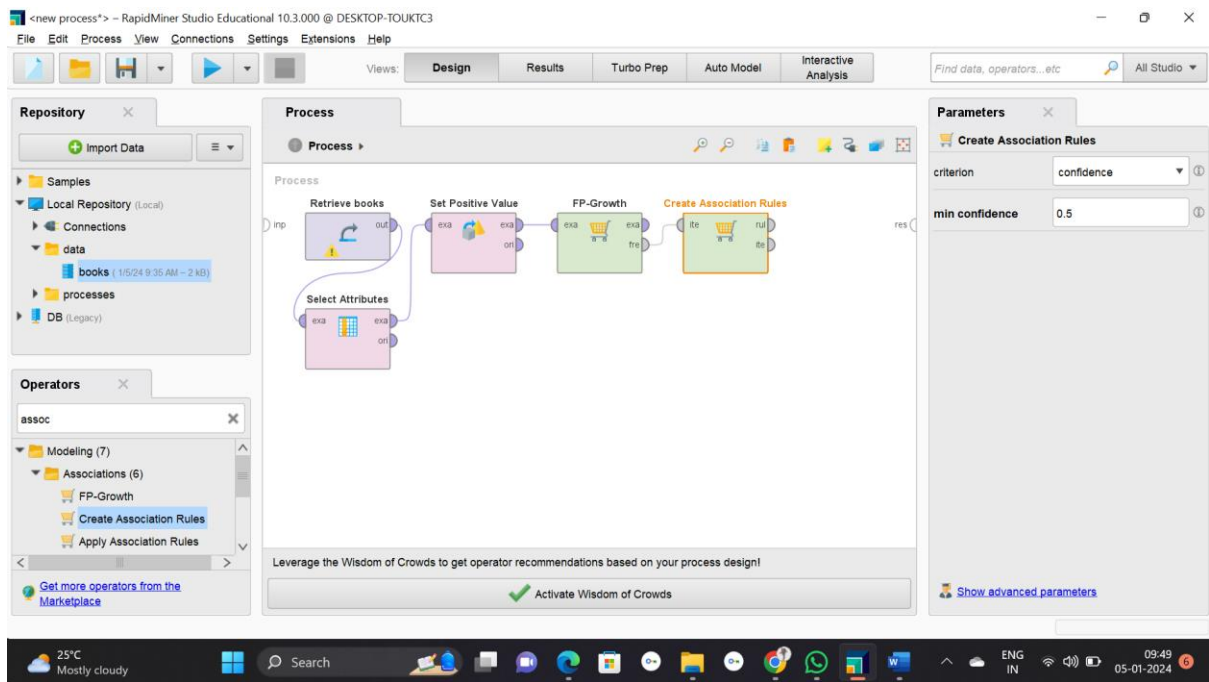 <new process*> – RapidMiner Studio Educational 10.3.000 @ DESKTOP-TOUKTC3
File Edit Process View Connections Settings Extensions Help
Views: Design Results Turbo Prep Auto Model Interactive Analysis
Find data, operators...etc
All Studio
Repository
Import Data
Samples
Local Repository (Local)
Connections
data
books ( 1/5/24 9:35 AM – 2 kB)
processes
DB (Legacy)
Operators
assoc
Modeling (7)
Associations (6)
FP-Growth
Create Association Rules
Apply Association Rules
Get more operators from the
Marketplace
Process
Process
Process
Retrieve books
Set Positive Value
FP-Growth
Create Association Rules
inp
out
exa exa
ori
exa exa
fre
ite rul
ite
res
Select Attributes
exa exa
ori
Leverage the Wisdom of Crowds to get operator recommendations based on your process design!
Activate Wisdom of Crowds
Parameters
Create Association Rules
criterion confidence
min confidence 0.5
Show advanced parameters
25°C
Mostly cloudy
Search
ENG
IN
09:49
05-01-2024
6